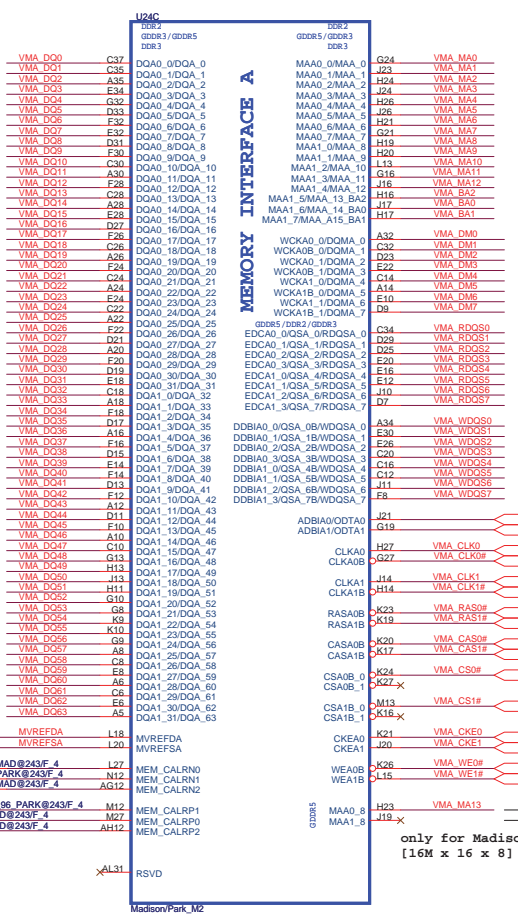 U24C
DDR2 DDR2
GDDR3/GDDR5 GDDR5/GDDR3
DDR3 DDR3
MEMORY INTERFACE A
VMA_DQ0 C37 DQA0_0/DQA_0 MAA0_0/MAA_0 G24 VMA_MA0
VMA_DQ1 C35 DQA0_1/DQA_1 MAA0_1/MAA_1 J23 VMA_MA1
VMA_DQ2 A35 DQA0_2/DQA_2 MAA0_2/MAA_2 H24 VMA_MA2
VMA_DQ3 E34 DQA0_3/DQA_3 MAA0_3/MAA_3 J24 VMA_MA3
VMA_DQ4 G32 DQA0_4/DQA_4 MAA0_4/MAA_4 H26 VMA_MA4
VMA_DQ5 D33 DQA0_5/DQA_5 MAA0_5/MAA_5 J26 VMA_MA5
VMA_DQ6 F32 DQA0_6/DQA_6 MAA0_6/MAA_6 H21 VMA_MA6
VMA_DQ7 E32 DQA0_7/DQA_7 MAA0_7/MAA_7 G21 VMA_MA7
VMA_DQ8 D31 DQA0_8/DQA_8 MAA1_0/MAA_8 H19 VMA_MA8
VMA_DQ9 F30 DQA0_9/DQA_9 MAA1_1/MAA_9 H20 VMA_MA9
VMA_DQ10 C30 DQA0_10/DQA_10 MAA1_2/MAA_10 L13 VMA_MA10
VMA_DQ11 A30 DQA0_11/DQA_11 MAA1_3/MAA_11 G16 VMA_MA11
VMA_DQ12 F28 DQA0_12/DQA_12 MAA1_4/MAA_12 J16 VMA_MA12
VMA_DQ13 C28 DQA0_13/DQA_13 MAA1_5/MAA_13_BA2 H16 VMA_BA2
VMA_DQ14 A28 DQA0_14/DQA_14 MAA1_6/MAA_14_BA0 J17 VMA_BA0
VMA_DQ15 E28 DQA0_15/DQA_15 MAA1_7/MAA_A15_BA1 H17 VMA_BA1
VMA_DQ16 D27 DQA0_16/DQA_16
VMA_DQ17 F26 DQA0_17/DQA_17 WCKA0_0/DQMA_0 A32 VMA_DM0
VMA_DQ18 C26 DQA0_18/DQA_18 WCKA0B_0/DQMA_1 C32 VMA_DM1
VMA_DQ19 A26 DQA0_19/DQA_19 WCKA0_1/DQMA_2 D23 VMA_DM2
VMA_DQ20 F24 DQA0_20/DQA_20 WCKA0B_1/DQMA_3 E22 VMA_DM3
VMA_DQ21 C24 DQA0_21/DQA_21 WCKA1_0/DQMA_4 C14 VMA_DM4
VMA_DQ22 A24 DQA0_22/DQA_22 WCKA1B_0/DQMA_5 A14 VMA_DM5
VMA_DQ23 E24 DQA0_23/DQA_23 WCKA1_1/DQMA_6 E10 VMA_DM6
VMA_DQ24 C22 DQA0_24/DQA_24 WCKA1B_1/DQMA_7 D9 VMA_DM7
VMA_DQ25 A22 DQA0_25/DQA_25 GDDR5/DDR2/GDDR3
VMA_DQ26 F22 DQA0_26/DQA_26 EDCA0_0/QSA_0/RDQSA_0 C34 VMA_RDQS0
VMA_DQ27 D21 DQA0_27/DQA_27 EDCA0_1/QSA_1/RDQSA_1 D29 VMA_RDQS1
VMA_DQ28 A20 DQA0_28/DQA_28 EDCA0_2/QSA_2/RDQSA_2 D25 VMA_RDQS2
VMA_DQ29 F20 DQA0_29/DQA_29 EDCA0_3/QSA_3/RDQSA_3 E20 VMA_RDQS3
VMA_DQ30 D19 DQA0_30/DQA_30 EDCA1_0/QSA_4/RDQSA_4 E16 VMA_RDQS4
VMA_DQ31 E18 DQA0_31/DQA_31 EDCA1_1/QSA_5/RDQSA_5 E12 VMA_RDQS5
VMA_DQ32 C18 DQA1_0/DQA_32 EDCA1_2/QSA_6/RDQSA_6 J10 VMA_RDQS6
VMA_DQ33 A18 DQA1_1/DQA_33 EDCA1_3/QSA_7/RDQSA_7 D7 VMA_RDQS7
VMA_DQ34 F18 DQA1_2/DQA_34
VMA_DQ35 D17 DQA1_3/DQA_35 DDBIA0_0/QSA_0B/WDQSA_0 A34 VMA_WDQS0
VMA_DQ36 A16 DQA1_4/DQA_36 DDBIA0_1/QSA_1B/WDQSA_1 E30 VMA_WDQS1
VMA_DQ37 F16 DQA1_5/DQA_37 DDBIA0_2/QSA_2B/WDQSA_2 E26 VMA_WDQS2
VMA_DQ38 D15 DQA1_6/DQA_38 DDBIA0_3/QSA_3B/WDQSA_3 C20 VMA_WDQS3
VMA_DQ39 E14 DQA1_7/DQA_39 DDBIA1_0/QSA_4B/WDQSA_4 C16 VMA_WDQS4
VMA_DQ40 F14 DQA1_8/DQA_40 DDBIA1_1/QSA_5B/WDQSA_5 C12 VMA_WDQS5
VMA_DQ41 D13 DQA1_9/DQA_41 DDBIA1_2/QSA_6B/WDQSA_6 J11 VMA_WDQS6
VMA_DQ42 F12 DQA1_10/DQA_42 DDBIA1_3/QSA_7B/WDQSA_7 F8 VMA_WDQS7
VMA_DQ43 A12 DQA1_11/DQA_43
VMA_DQ44 D11 DQA1_12/DQA_44 ADBIA0/ODTA0 J21
VMA_DQ45 F10 DQA1_13/DQA_45 ADBIA1/ODTA1 G19
VMA_DQ46 A10 DQA1_14/DQA_46
VMA_DQ47 C10 DQA1_15/DQA_47 CLKA0 H27 VMA_CLK0
VMA_DQ48 G13 DQA1_16/DQA_48 CLKA0B G27 VMA_CLK0#
VMA_DQ49 H13 DQA1_17/DQA_49
VMA_DQ50 J13 DQA1_18/DQA_50 CLKA1 J14 VMA_CLK1
VMA_DQ51 H11 DQA1_19/DQA_51 CLKA1B H14 VMA_CLK1#
VMA_DQ52 G10 DQA1_20/DQA_52
VMA_DQ53 G8 DQA1_21/DQA_53 RASA0B K23 VMA_RAS0#
VMA_DQ54 K9 DQA1_22/DQA_54 RASA1B K19 VMA_RAS1#
VMA_DQ55 K10 DQA1_23/DQA_55
VMA_DQ56 G9 DQA1_24/DQA_56 CASA0B K20 VMA_CAS0#
VMA_DQ57 A8 DQA1_25/DQA_57 CASA1B K17 VMA_CAS1#
VMA_DQ58 C8 DQA1_26/DQA_58
VMA_DQ59 E8 DQA1_27/DQA_59 CSA0B_0 K24 VMA_CS0#
VMA_DQ60 A6 DQA1_28/DQA_60 CSA0B_1 K27
VMA_DQ61 C6 DQA1_29/DQA_61
VMA_DQ62 E6 DQA1_30/DQA_62 CSA1B_0 M13 VMA_CS1#
VMA_DQ63 A5 DQA1_31/DQA_63 CSA1B_1 K16
MVREFDA L18 MVREFDA CKEA0 K21 VMA_CKE0
MVREFSA L20 MVREFSA CKEA1 J20 VMA_CKE1
MAD@243/F_4 L27 MEM_CALRN0 WEA0B K26 VMA_WE0#
PARK@243/F_4 N12 MEM_CALRN1 WEA1B L15 VMA_WE1#
MAD@243/F_4 AG12 MEM_CALRN2
96_PARK@243/F_4 M12 MEM_CALRP1 GDDR5 MAA0_8 H23 VMA_MA13
D@243/F_4 M27 MEM_CALRP0 MAA1_8 J19
D@243/F_4 AH12 MEM_CALRP2
only for Madiso
[16M x 16 x 8]
AL31 RSVD
Madison/Park_M2